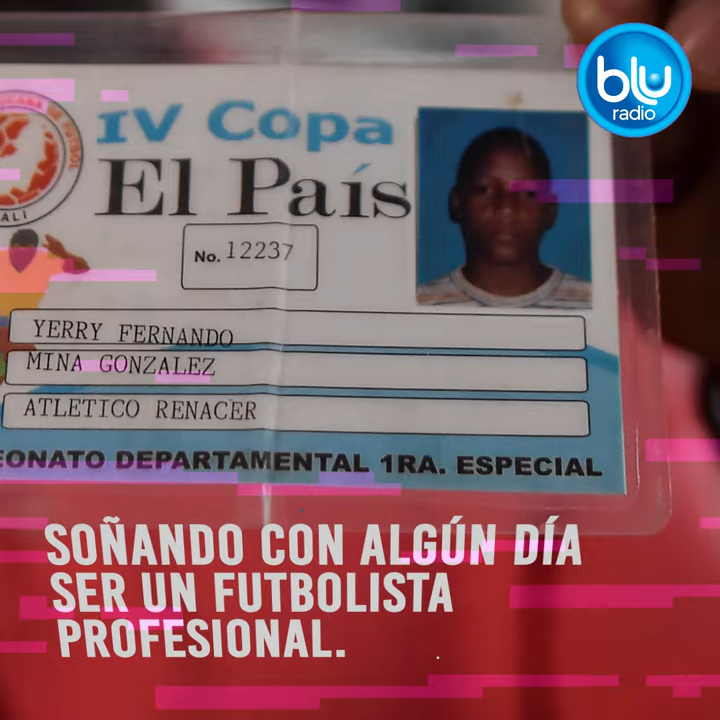 blu
radio
IV Copa
El País
ALI
No. 12237
YERRY FERNANDO
MINA GONZALEZ
ATLETICO RENACER
EONATO DEPARTAMENTAL 1RA. ESPECIAL
SOÑANDO CON ALGÚN DÍA
SER UN FUTBOLISTA
PROFESIONAL.